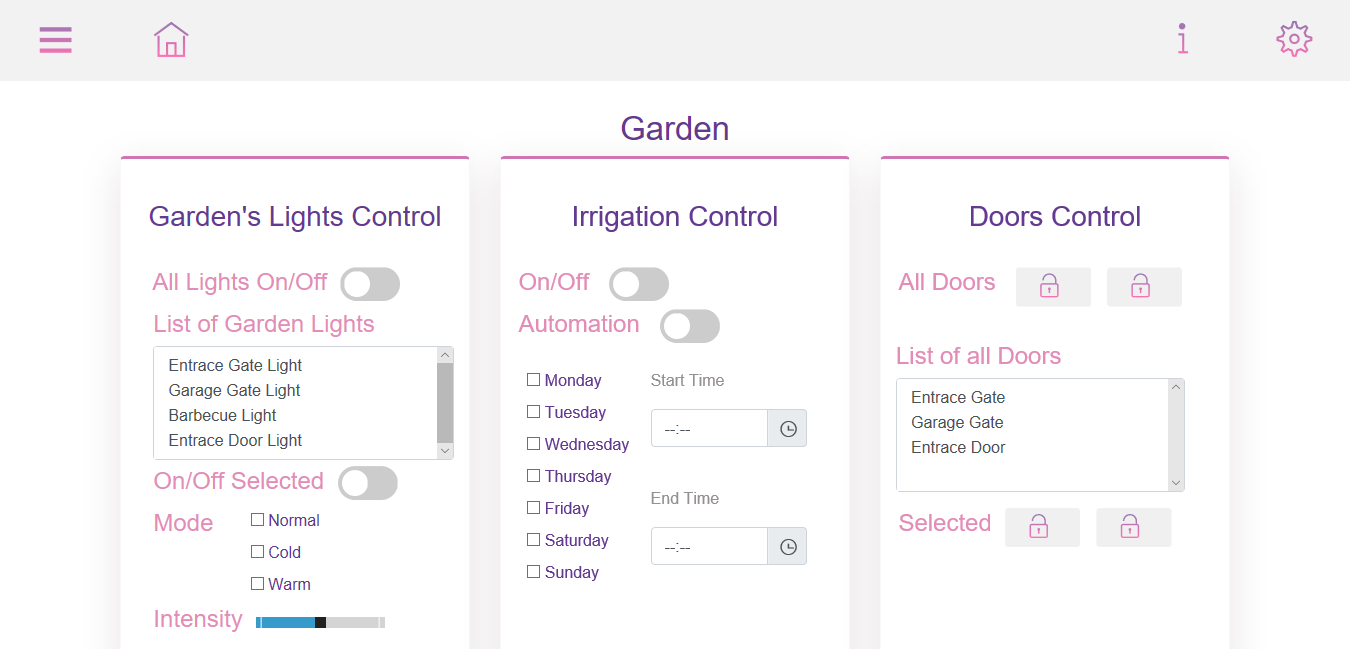 Garden
Garden's Lights Control
All Lights On/Off
List of Garden Lights
Entrace Gate Light
Garage Gate Light
Barbecue Light
Entrace Door Light
On/Off Selected
Mode
Normal
Cold
Warm
Intensity
Irrigation Control
On/Off
Automation
Monday
Tuesday
Wednesday
Thursday
Friday
Saturday
Sunday
Start Time
--:--
End Time
--:--
Doors Control
All Doors
List of all Doors
Entrace Gate
Garage Gate
Entrace Door
Selected